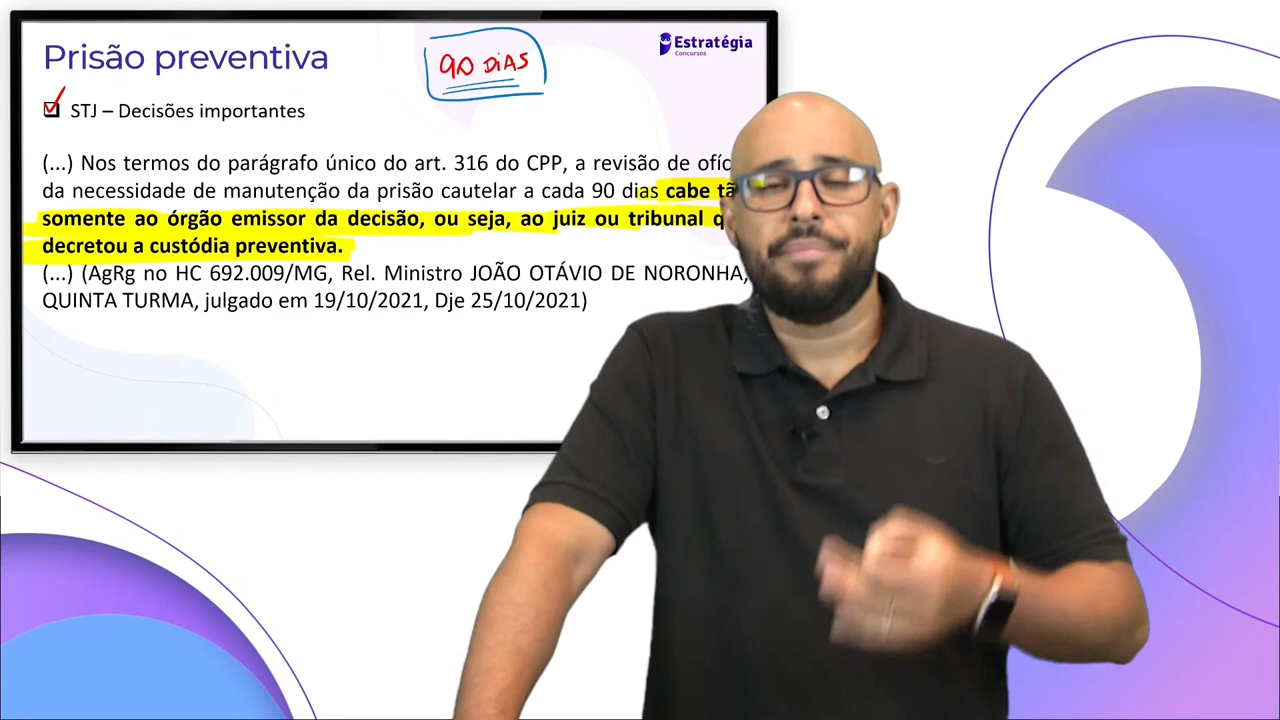 Prisão preventiva
90 DIAS
Estratégia
Concursos
STJ – Decisões importantes
(...) Nos termos do parágrafo único do art. 316 do CPP, a revisão de
da necessidade de manutenção da prisão cautelar a cada 90 dias cabe
somente ao órgão emissor da decisão, ou seja, ao juiz ou tribunal
decretou a custódia preventiva.
(...) (AgRg no HC 692.009/MG, Rel. Ministro JOÃO OTÁVIO DE NORONHA,
QUINTA TURMA, julgado em 19/10/2021, Dje 25/10/2021)